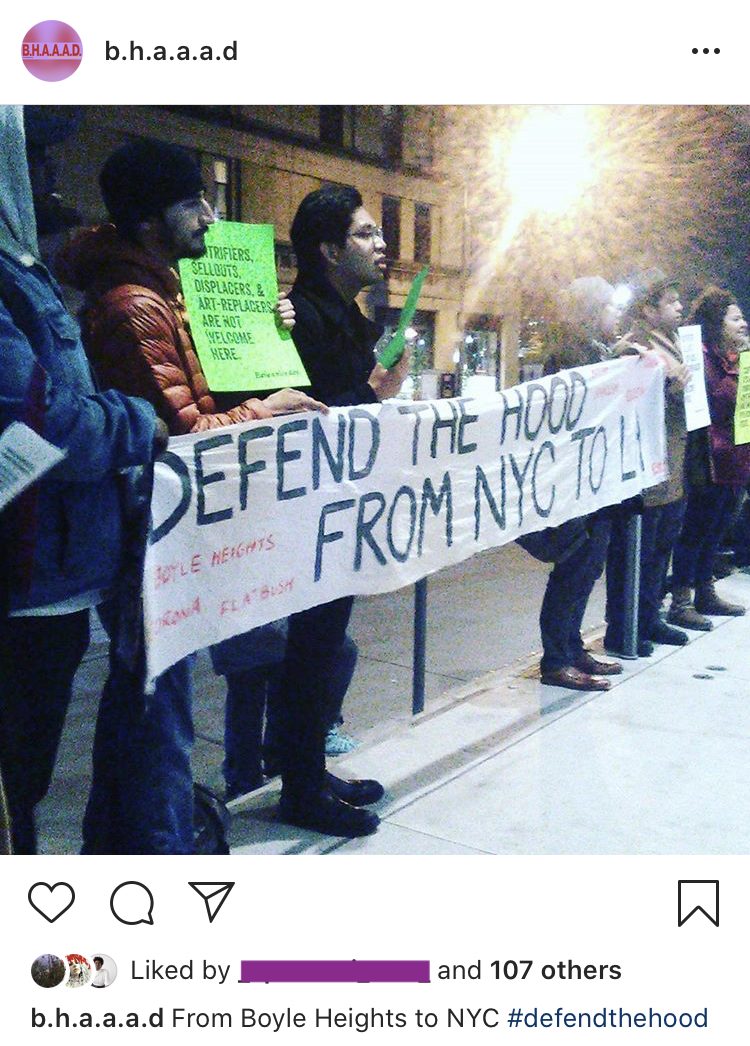 B.H.A.A.A.D.
b.h.a.a.a.d
TRIFIERS,
SELLOUTS,
DISPLACERS, &
ART-REPLACERS
ARE NOT
WELCOME
HERE.
DEFEND THE HOOD
FROM NYC TO LA
BOYLE HEIGHTS
FLATBUSH
Liked by
and 107 others
b.h.a.a.a.d From Boyle Heights to NYC #defendthehood